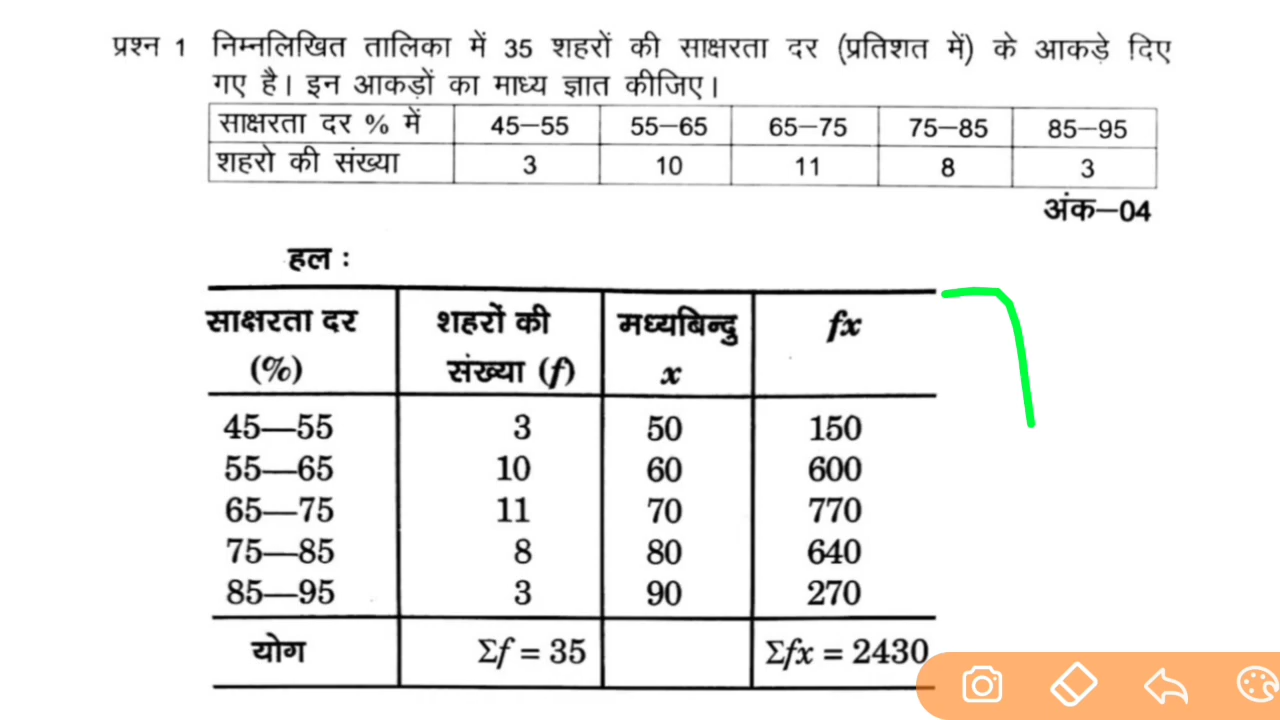 प्रश्न 1 निम्नलिखित तालिका में 35 शहरों की साक्षरता दर (प्रतिशत में) के आकड़े दिए
गए है। इन आकड़ों का माध्य ज्ञात कीजिए।
साक्षरता दर % में 45–55 55–65 65–75 75–85 85–95
शहरो की संख्या 3 10 11 8 3
अंक–04
हल :
साक्षरता दर शहरों की मध्यबिन्दु fx
(%) संख्या (f) x
45—55 3 50 150
55—65 10 60 600
65—75 11 70 770
75—85 8 80 640
85—95 3 90 270
योग Σf = 35 Σfx = 2430